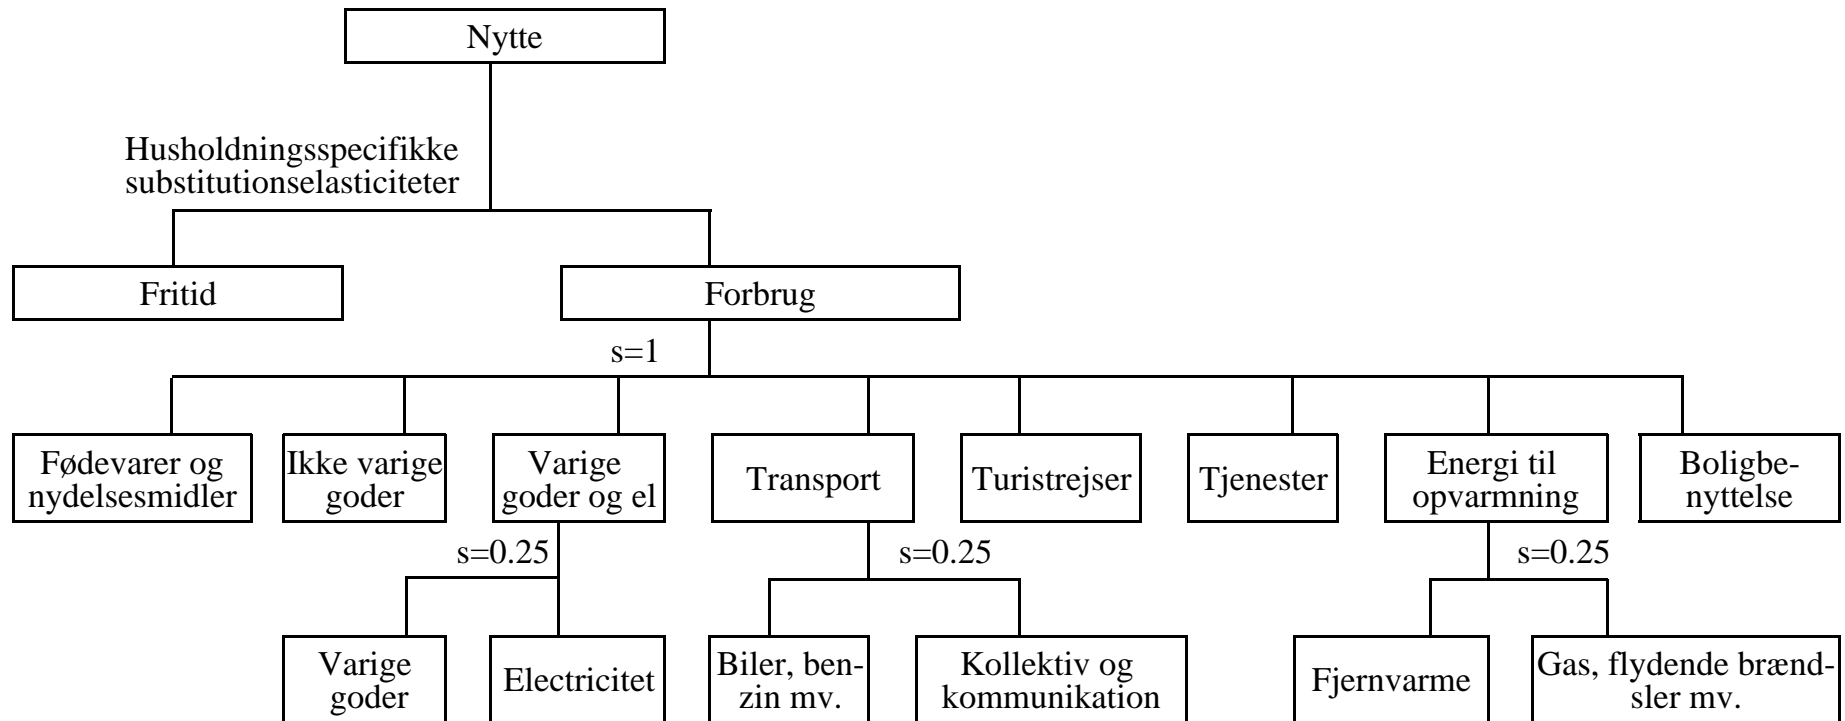 Nytte
Husholdningsspecifikke
substitutionselasticiteter
Fritid
Forbrug
s=1
Fødevarer og
nydelsesmidler
Ikke varige
goder
Varige
goder og el
Transport
Turistrejser
Tjenester
Energi til
opvarmning
Boligbe-
nyttelse
s=0.25
s=0.25
s=0.25
Varige
goder
Electricitet
Biler, ben-
zin mv.
Kollektiv og
kommunikation
Fjernvarme
Gas, flydende brænd-
sler mv.